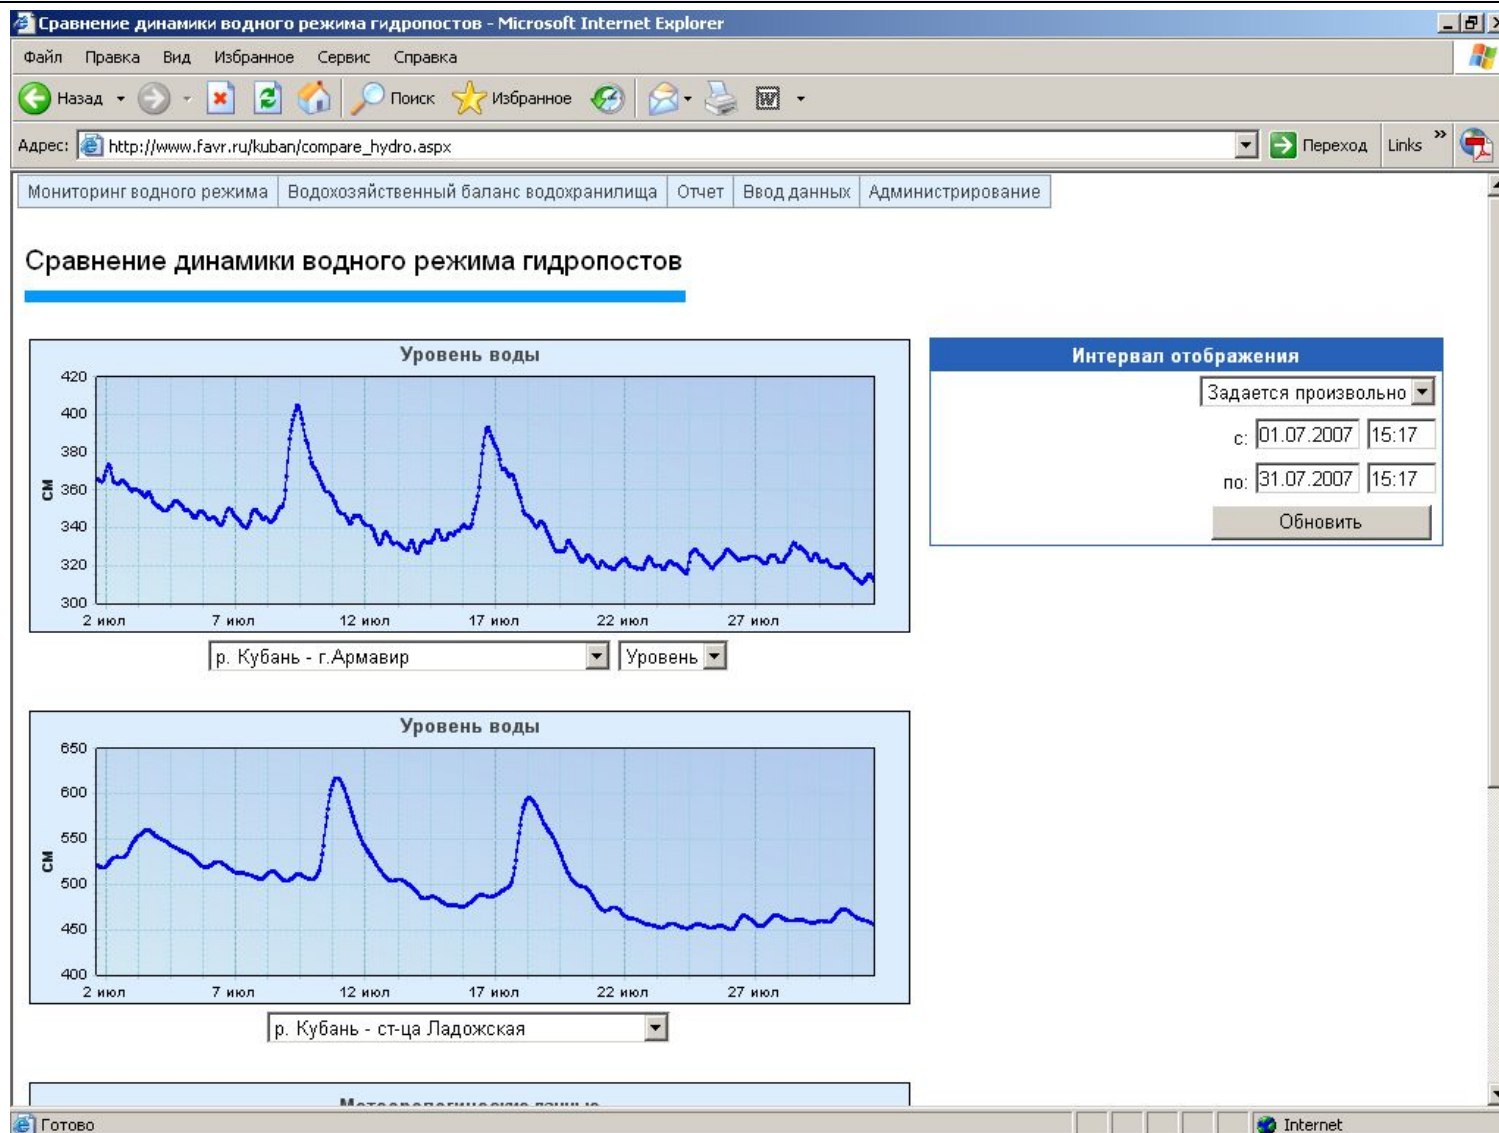 Сравнение динамики водного режима гидропостов - Microsoft Internet Explorer
Файл Правка Вид Избранное Сервис Справка
Назад Поиск Избранное
Адрес: http://www.favr.ru/kuban/compare_hydro.aspx Переход Links »
Мониторинг водного режима Водохозяйственный баланс водохранилища Отчет Ввод данных Администрирование
Сравнение динамики водного режима гидропостов
Уровень воды
420
400
380
360
340
320
300
см
2 июл 7 июл 12 июл 17 июл 22 июл 27 июл
р. Кубань - г.Армавир Уровень
Интервал отображения
Задается произвольно
с: 01.07.2007 15:17
по: 31.07.2007 15:17
Обновить
Уровень воды
650
600
550
500
450
400
см
2 июл 7 июл 12 июл 17 июл 22 июл 27 июл
р. Кубань - ст-ца Ладожская
Метеорологические данные
Готово Internet